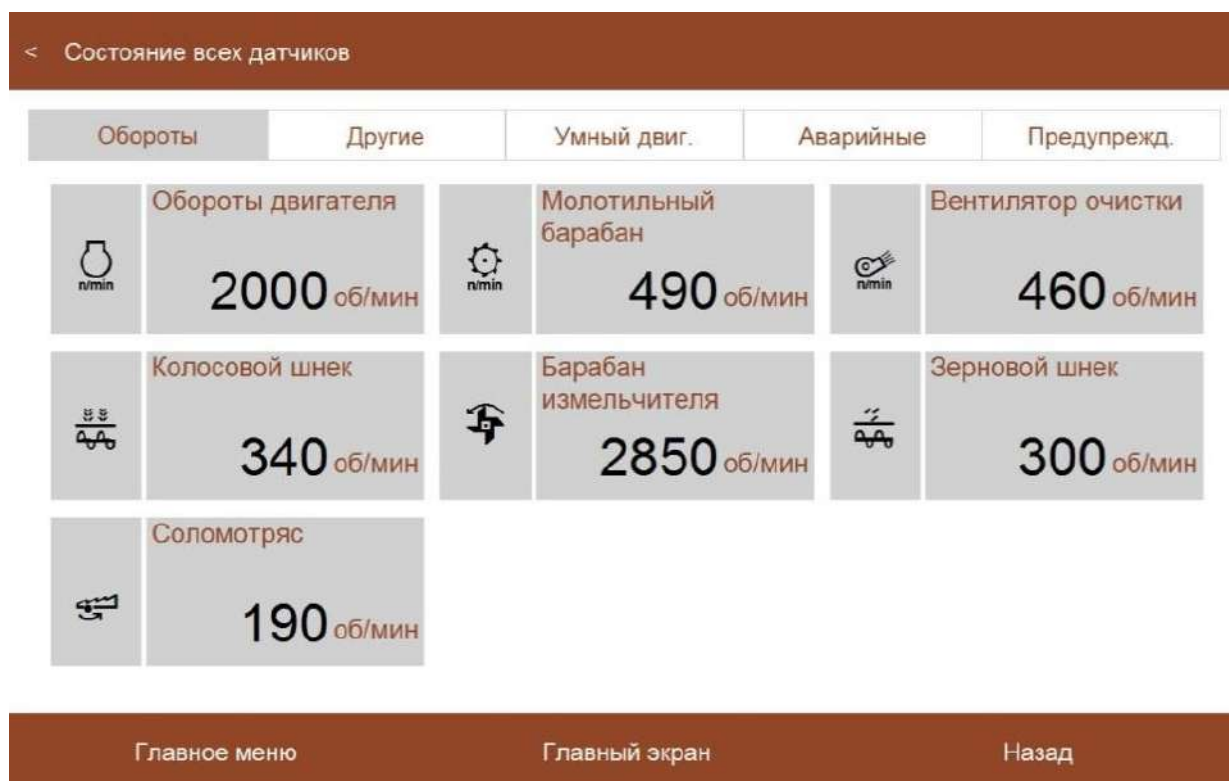 < Состояние всех датчиков
Обороты
Другие
Умный двиг.
Аварийные
Предупрежд.
Обороты двигателя
n/min
2000 об/мин
Молотильный
барабан
n/min
490 об/мин
Вентилятор очистки
n/min
460 об/мин
Колосовой шнек
340 об/мин
Барабан
измельчителя
2850 об/мин
Зерновой шнек
300 об/мин
Соломотряс
190 об/мин
Главное меню
Главный экран
Назад